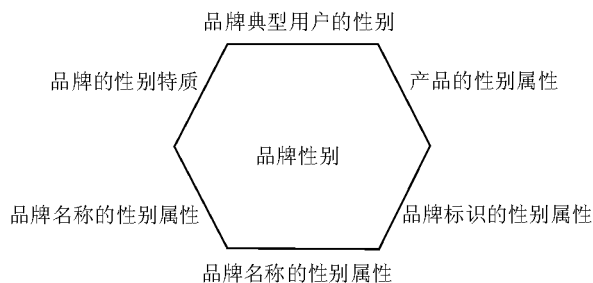 品牌典型用户的性别
品牌的性别特质
产品的性别属性
品牌性别
品牌名称的性别属性
品牌标识的性别属性
品牌名称的性别属性